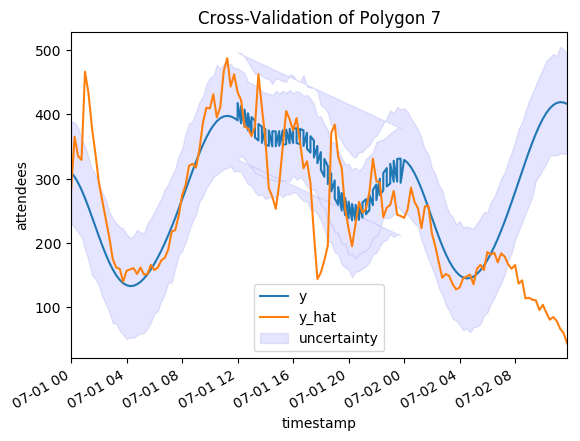 Cross-Validation of Polygon 7
500
400
300
200
100
attendees
07-01 00
07-01 04
07-01 08
07-01 12
07-01 16
07-01 20
07-02 00
07-02 04
07-02 08
timestamp
y
y_hat
uncertainty